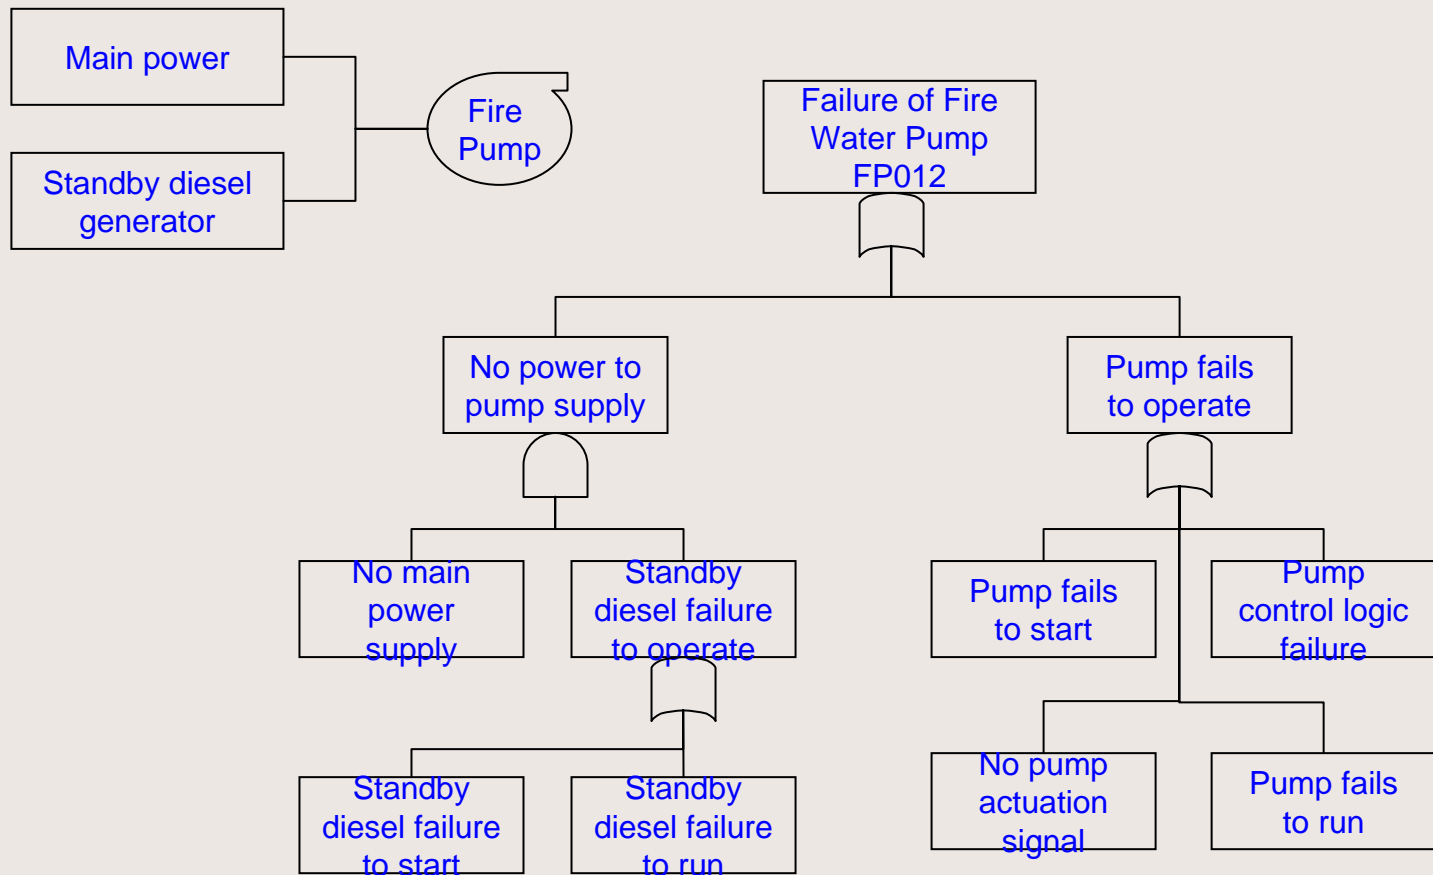 Main power
Standby diesel
generator
Fire
Pump
Failure of Fire
Water Pump
FP012
No power to
pump supply
Pump fails
to operate
No main
power
supply
Standby
diesel failure
to operate
Pump fails
to start
Pump
control logic
failure
Standby
diesel failure
to start
Standby
diesel failure
to run
No pump
actuation
signal
Pump fails
to run